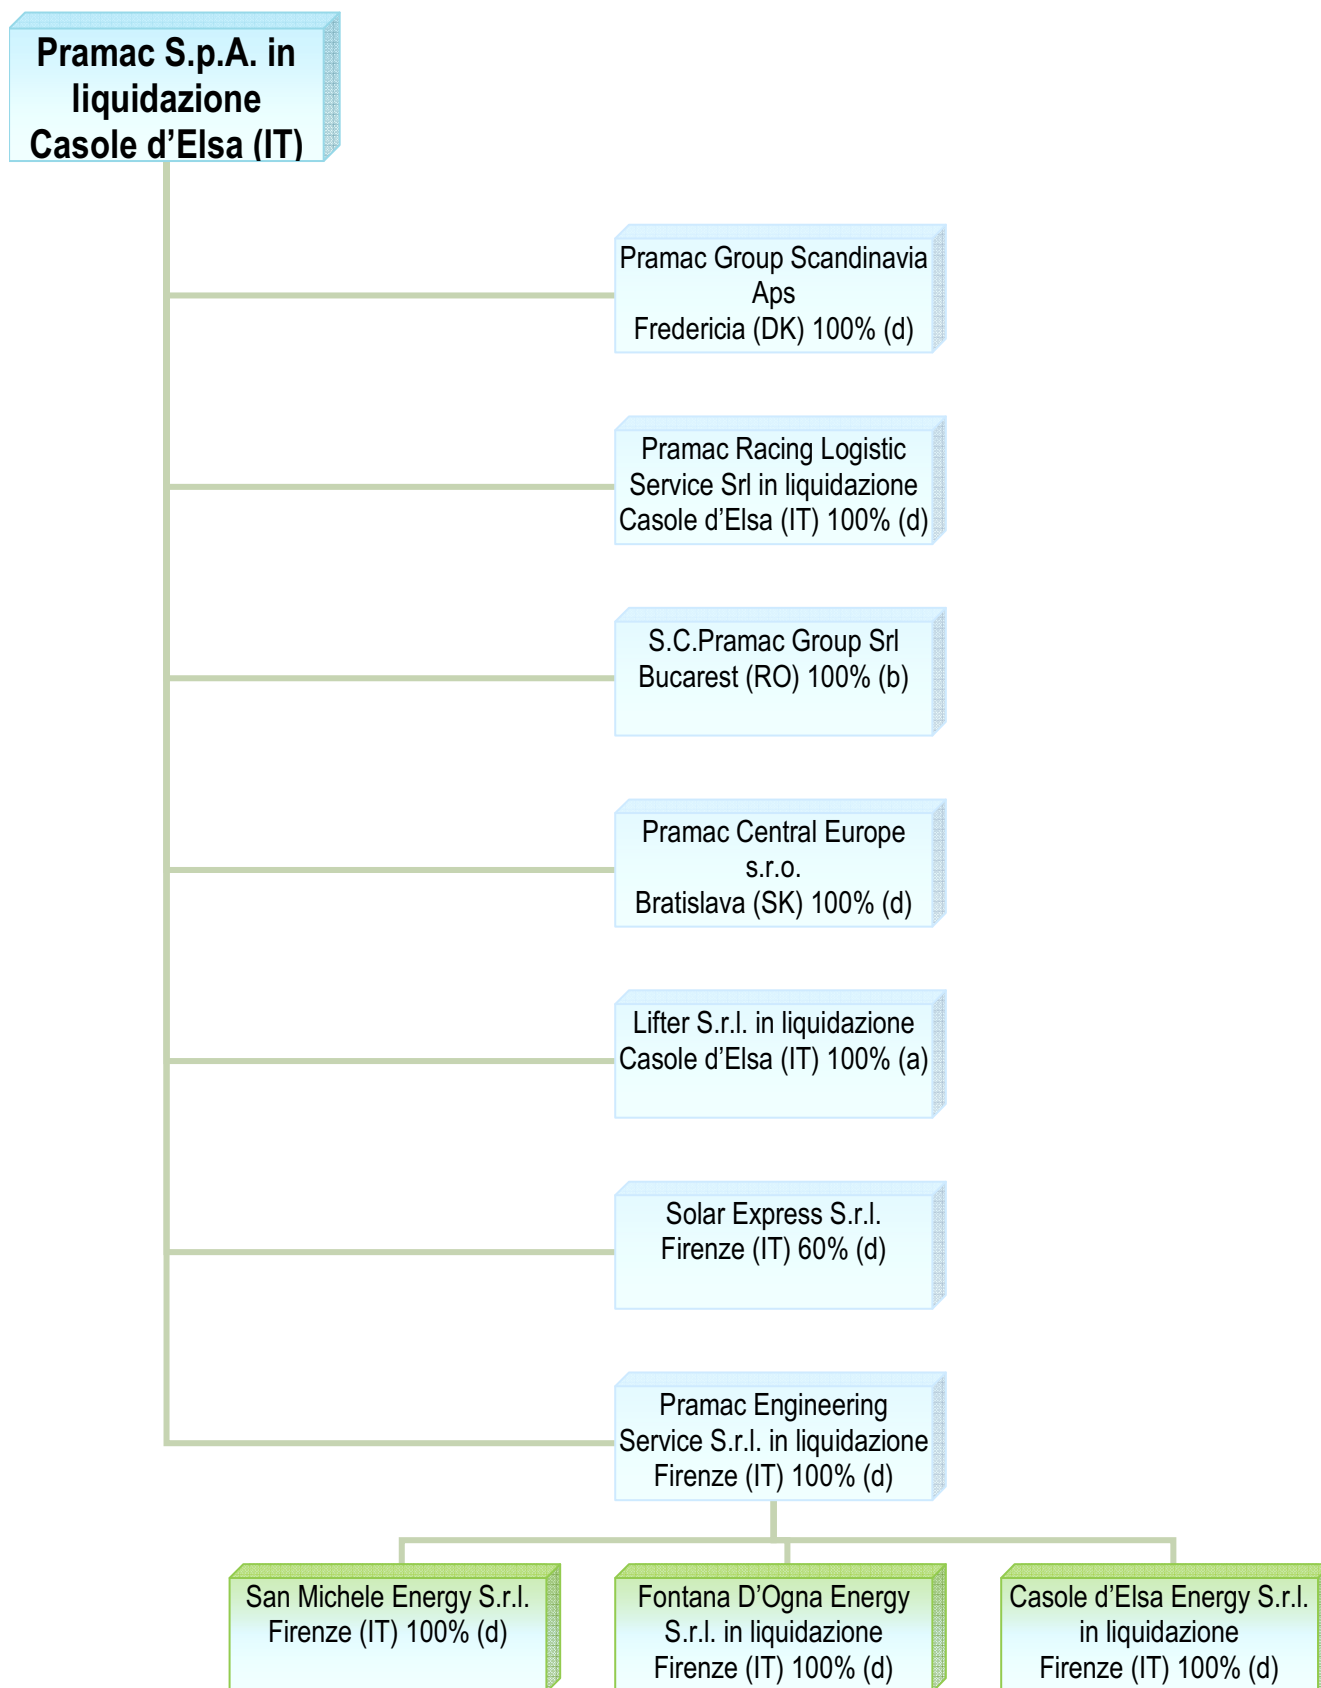 Pramac S.p.A. in
liquidazione
Casole d’Elsa (IT)
Pramac Group Scandinavia
Aps
Fredericia (DK) 100% (d)
Pramac Racing Logistic
Service Srl in liquidazione
Casole d’Elsa (IT) 100% (d)
S.C.Pramac Group Srl
Bucarest (RO) 100% (b)
Pramac Central Europe
s.r.o.
Bratislava (SK) 100% (d)
Lifter S.r.l. in liquidazione
Casole d’Elsa (IT) 100% (a)
Solar Express S.r.l.
Firenze (IT) 60% (d)
Pramac Engineering
Service S.r.l. in liquidazione
Firenze (IT) 100% (d)
San Michele Energy S.r.l.
Firenze (IT) 100% (d)
Fontana D’Ogna Energy
S.r.l. in liquidazione
Firenze (IT) 100% (d)
Casole d’Elsa Energy S.r.l.
in liquidazione
Firenze (IT) 100% (d)